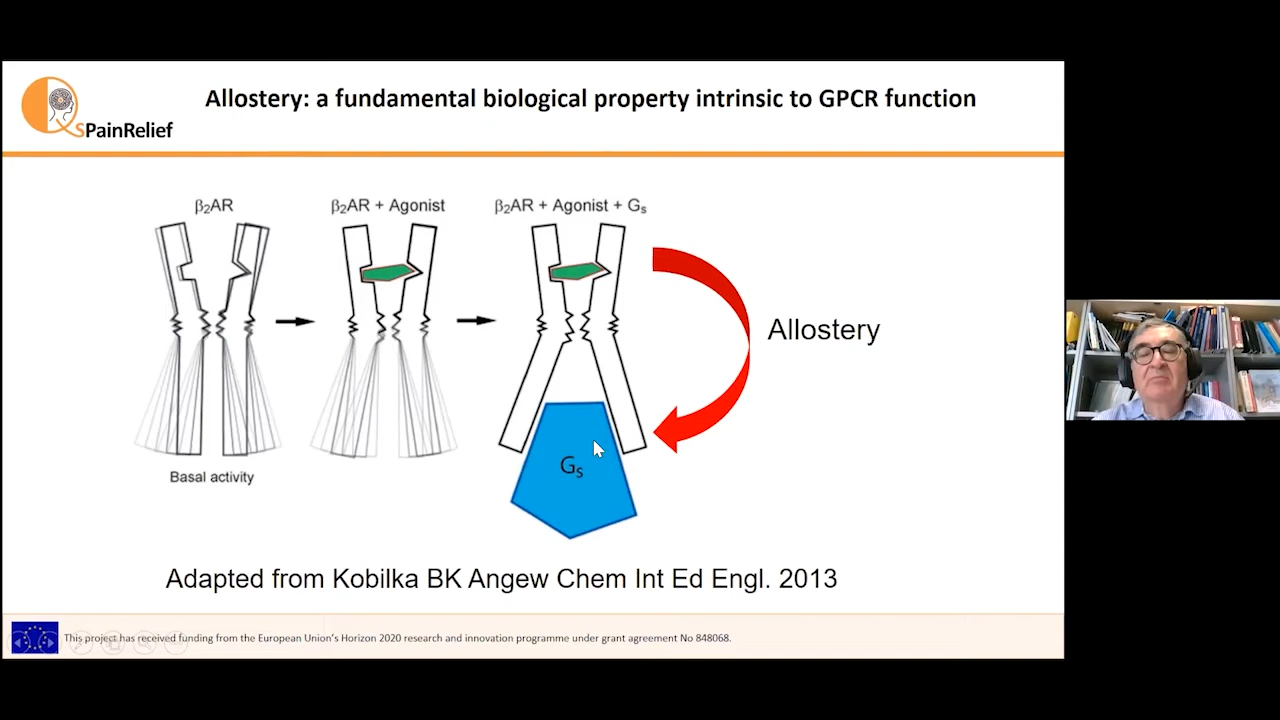 Allostery: a fundamental biological property intrinsic to GPCR function
QsPainRelief
β₂AR
β₂AR + Agonist
β₂AR + Agonist + Gₛ
Allostery
Gₛ
Basal activity
Adapted from Kobilka BK Angew Chem Int Ed Engl. 2013
This project has received funding from the European Union's Horizon 2020 research and innovation programme under grant agreement No 848068.